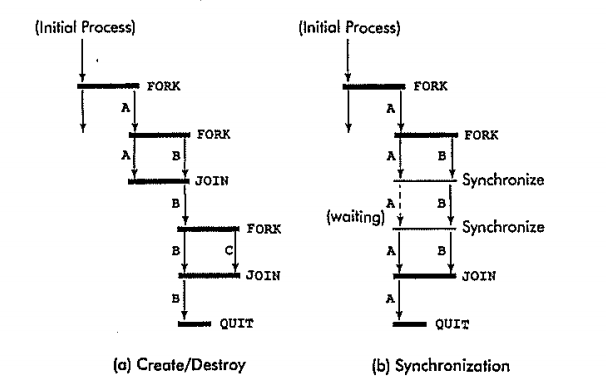 (Initial Process)
FORK
A
FORK
A
B
JOIN
B
FORK
B
C
JOIN
B
QUIT
(a) Create/Destroy
(Initial Process)
FORK
A
FORK
A
B
Synchronize
A
B
(waiting)
Synchronize
A
B
JOIN
A
QUIT
(b) Synchronization